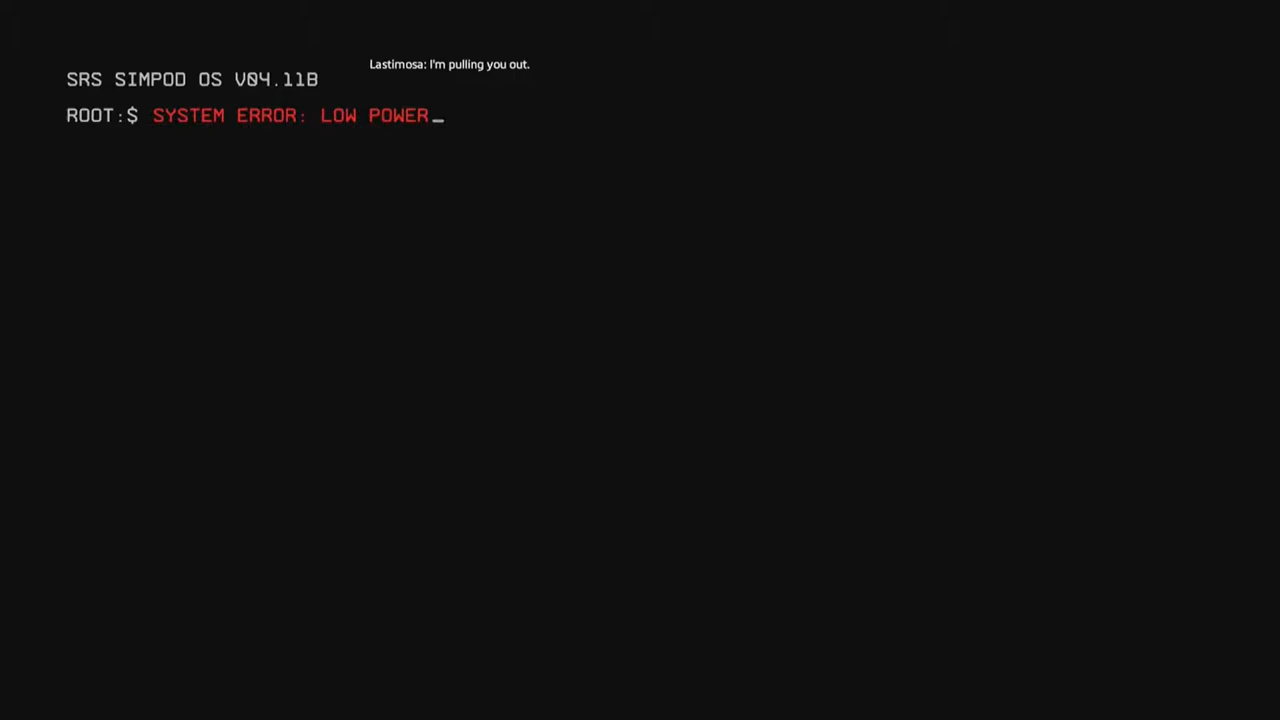 Lastimosa: I'm pulling you out.
SRS SIMPOD OS V04.11B
ROOT:$ SYSTEM ERROR: LOW POWER_